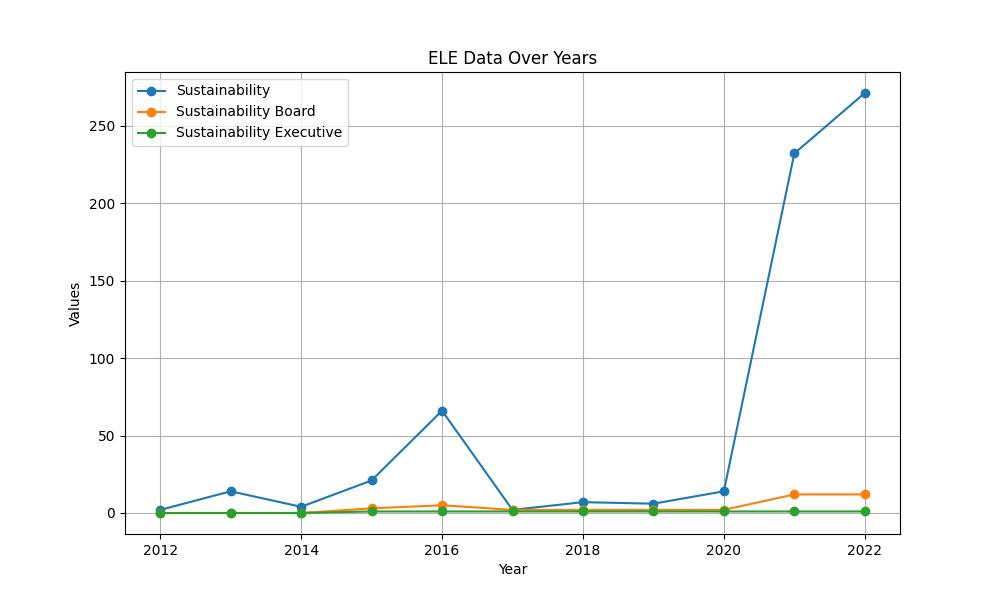 ELE Data Over Years
Sustainability
Sustainability Board
Sustainability Executive
250
200
150
100
50
0
Values
2012 2014 2016 2018 2020 2022
Year